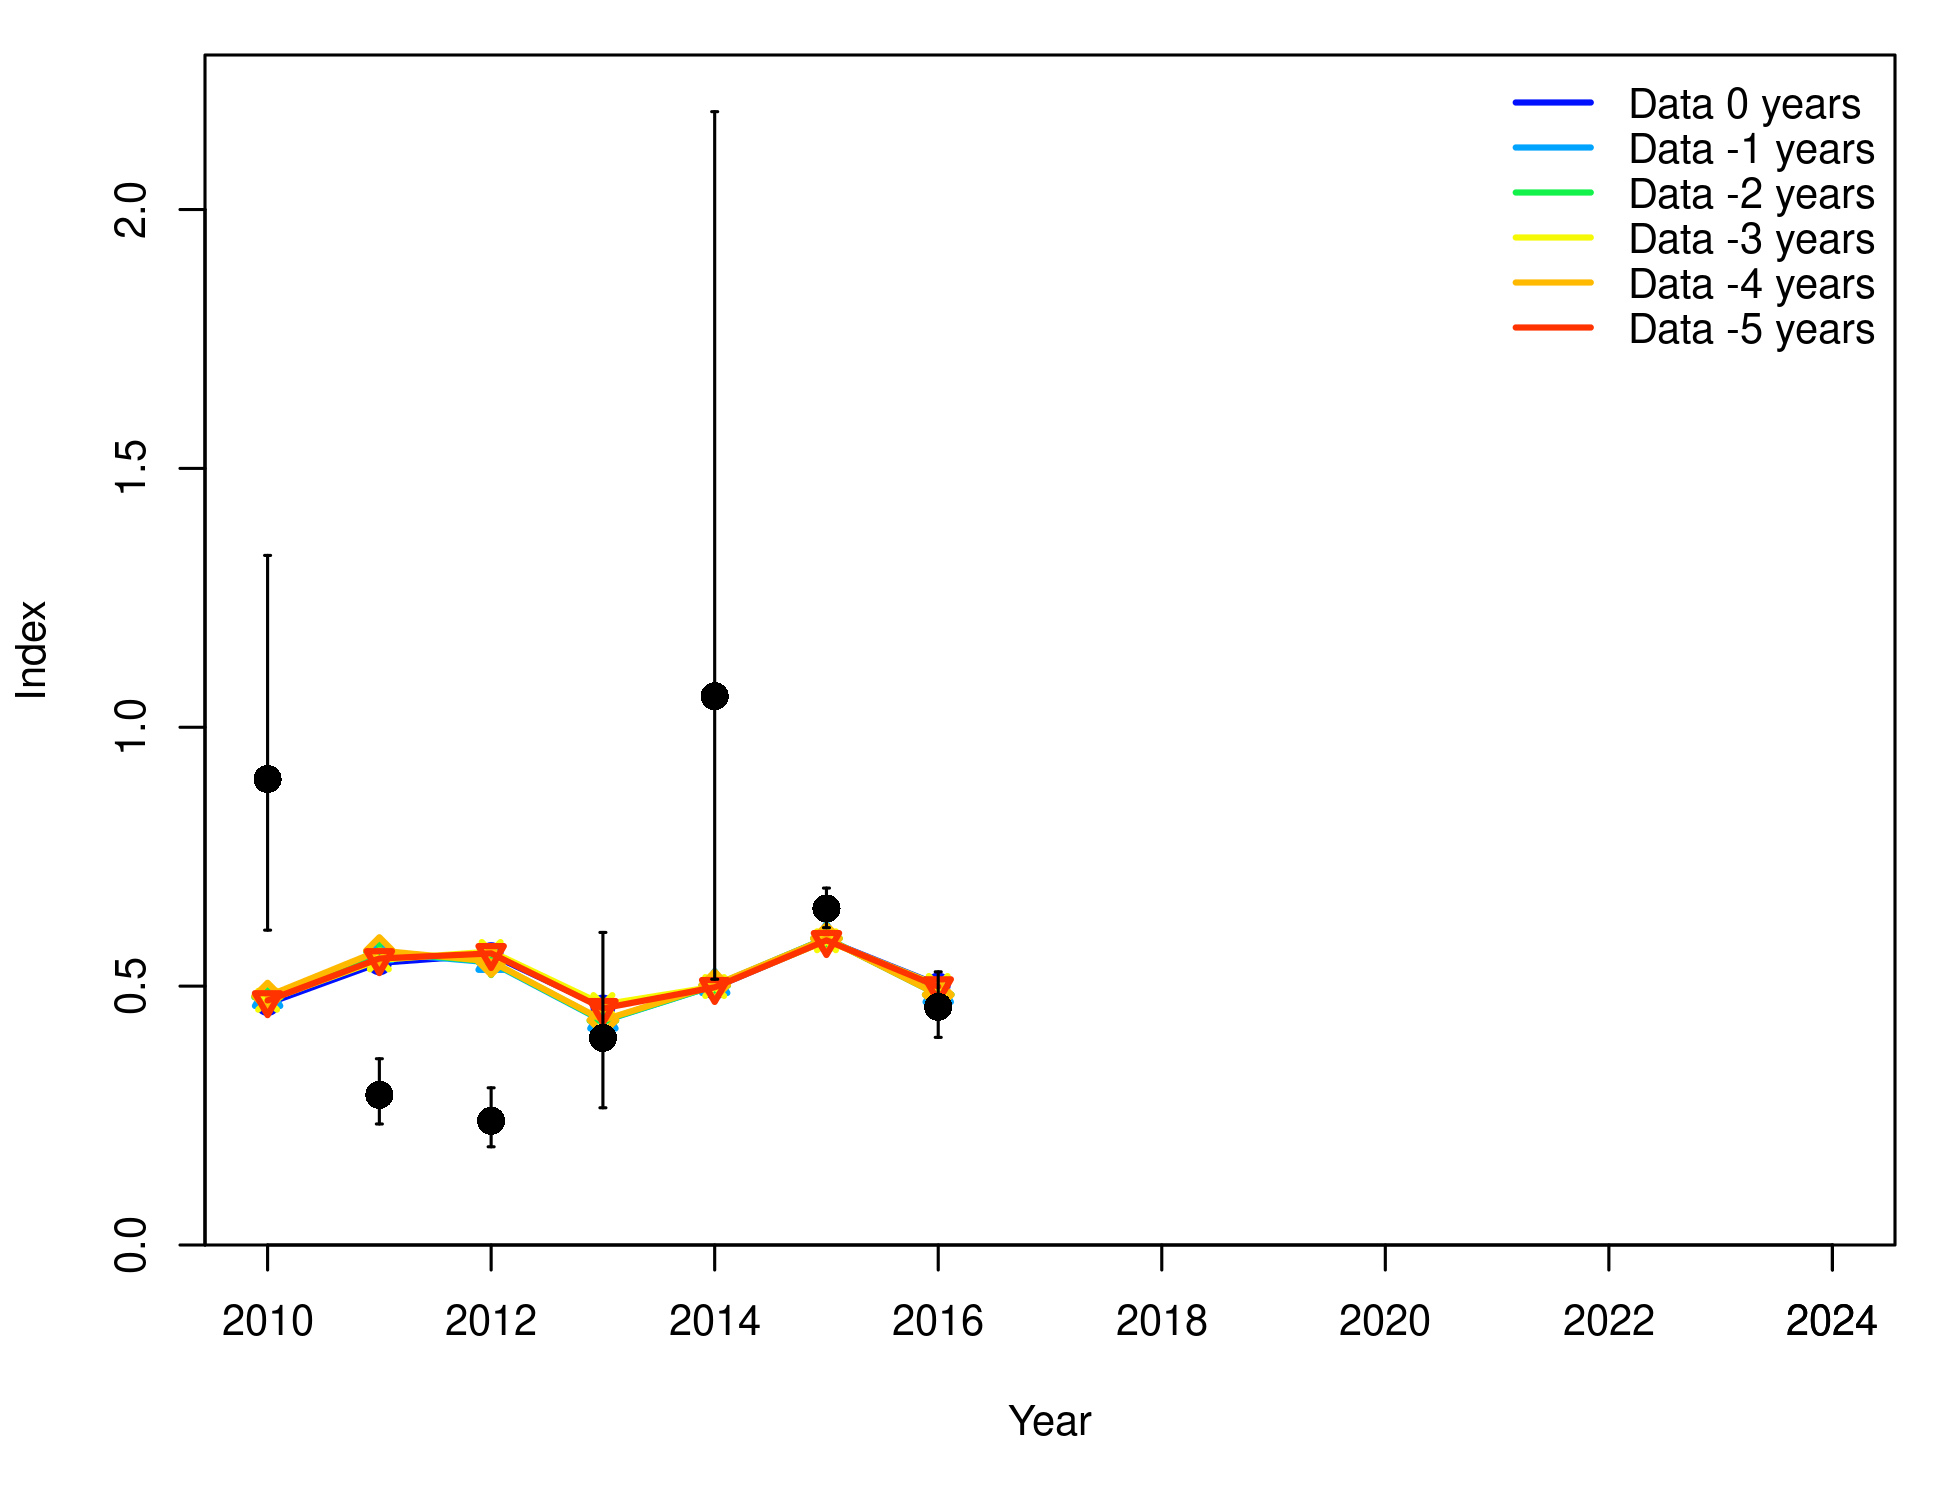 Data 0 years
Data -1 years
Data -2 years
Data -3 years
Data -4 years
Data -5 years
2.0
1.5
1.0
0.5
0.0
Index
2010 2012 2014 2016 2018 2020 2022 2024
Year